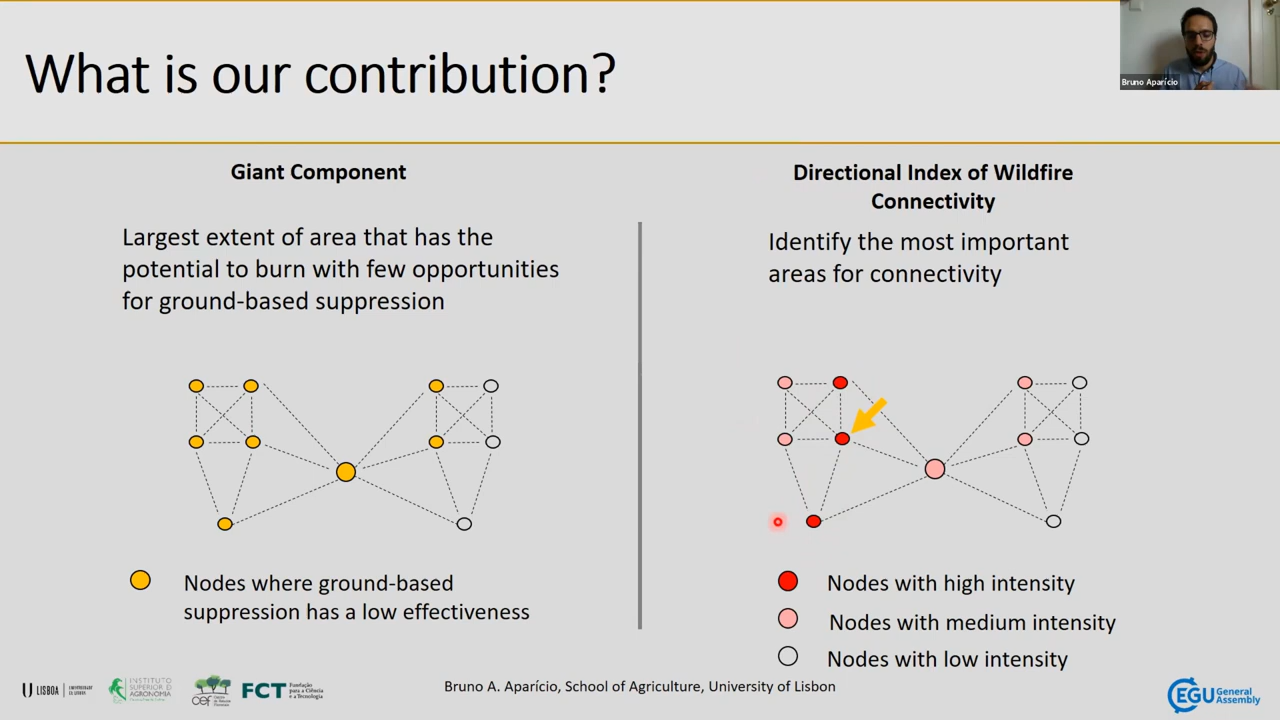 What is our contribution?
Bruno Aparício
Giant Component
Largest extent of area that has the
potential to burn with few opportunities
for ground-based suppression
Nodes where ground-based
suppression has a low effectiveness
Directional Index of Wildfire
Connectivity
Identify the most important
areas for connectivity
Nodes with high intensity
Nodes with medium intensity
Nodes with low intensity
LISBOA
UNIVERSIDADE
DE LISBOA
INSTITUTO
SUPERIOR D
AGRONOMIA
cef
FCT
Fundação
para a Ciência
e a Tecnologia
Bruno A. Aparício, School of Agriculture, University of Lisbon
EGU General
Assembly